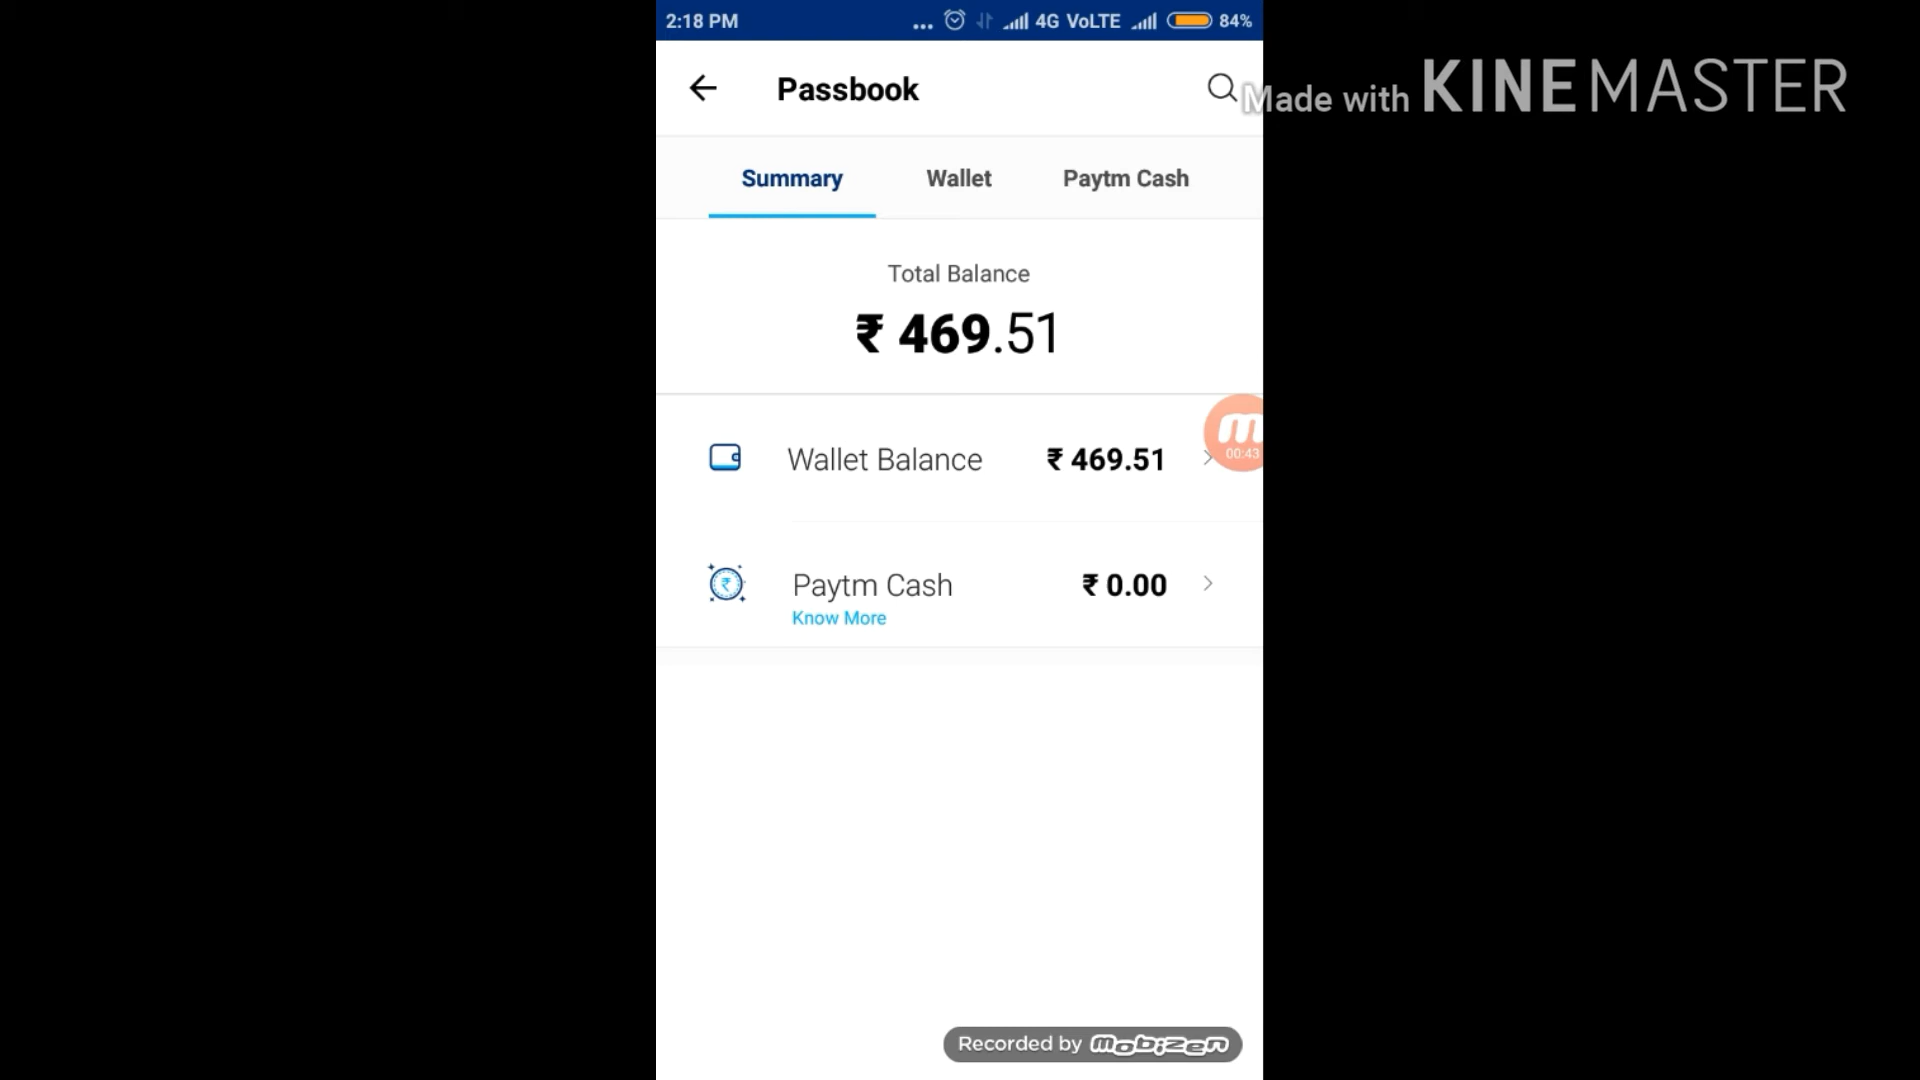 2:18 PM ... 4G VoLTE 84%
Passbook
Made with KINEMASTER
Summary Wallet Paytm Cash
Total Balance
₹ 469.51
Wallet Balance ₹ 469.51
00:43
Paytm Cash ₹ 0.00
Know More
Recorded by mobizen